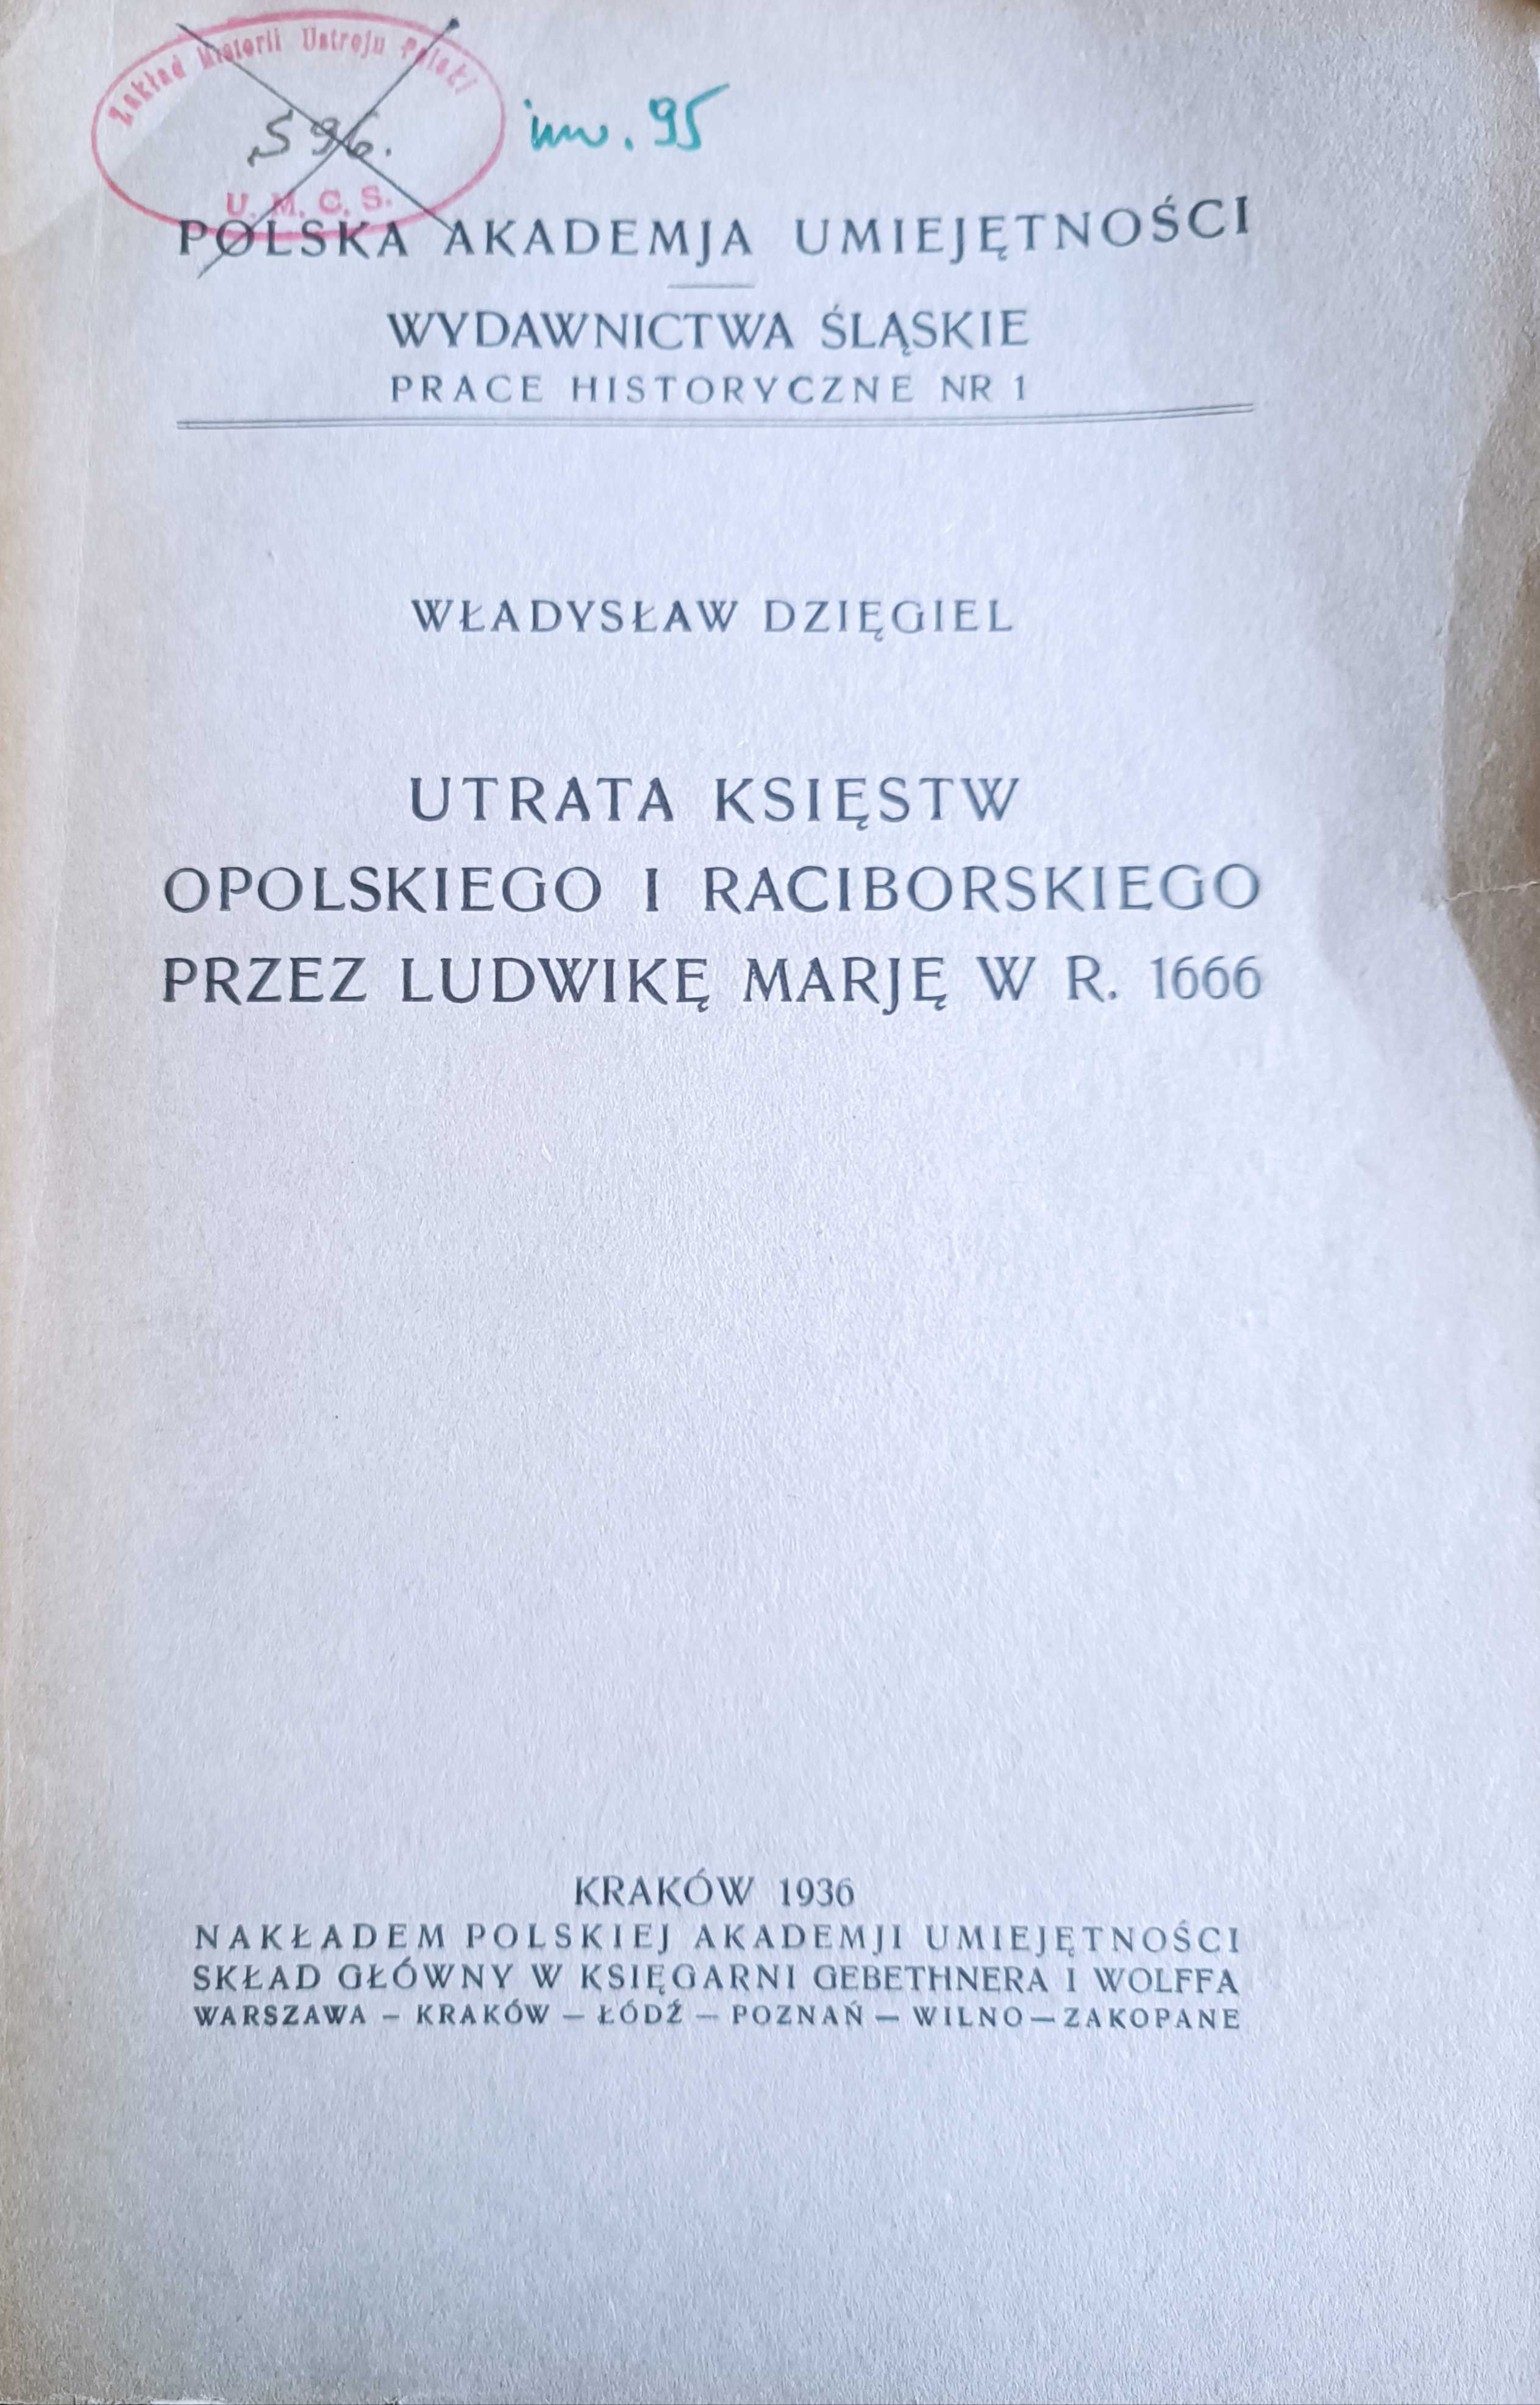 Zakład Historii Ustroju Polski
596.
U. M. C. S.
inw. 95
POLSKA AKADEMJA UMIEJĘTNOŚCI
WYDAWNICTWA ŚLĄSKIE
PRACE HISTORYCZNE NR 1
WŁADYSŁAW DZIĘGIEL
UTRATA KSIĘSTW
OPOLSKIEGO I RACIBORSKIEGO
PRZEZ LUDWIKĘ MARJĘ W R. 1666
KRAKÓW 1936
NAKŁADEM POLSKIEJ AKADEMJI UMIEJĘTNOŚCI
SKŁAD GŁÓWNY W KSIĘGARNI GEBETHNERA I WOLFFA
WARSZAWA – KRAKÓW – ŁÓDŹ – POZNAŃ – WILNO – ZAKOPANE